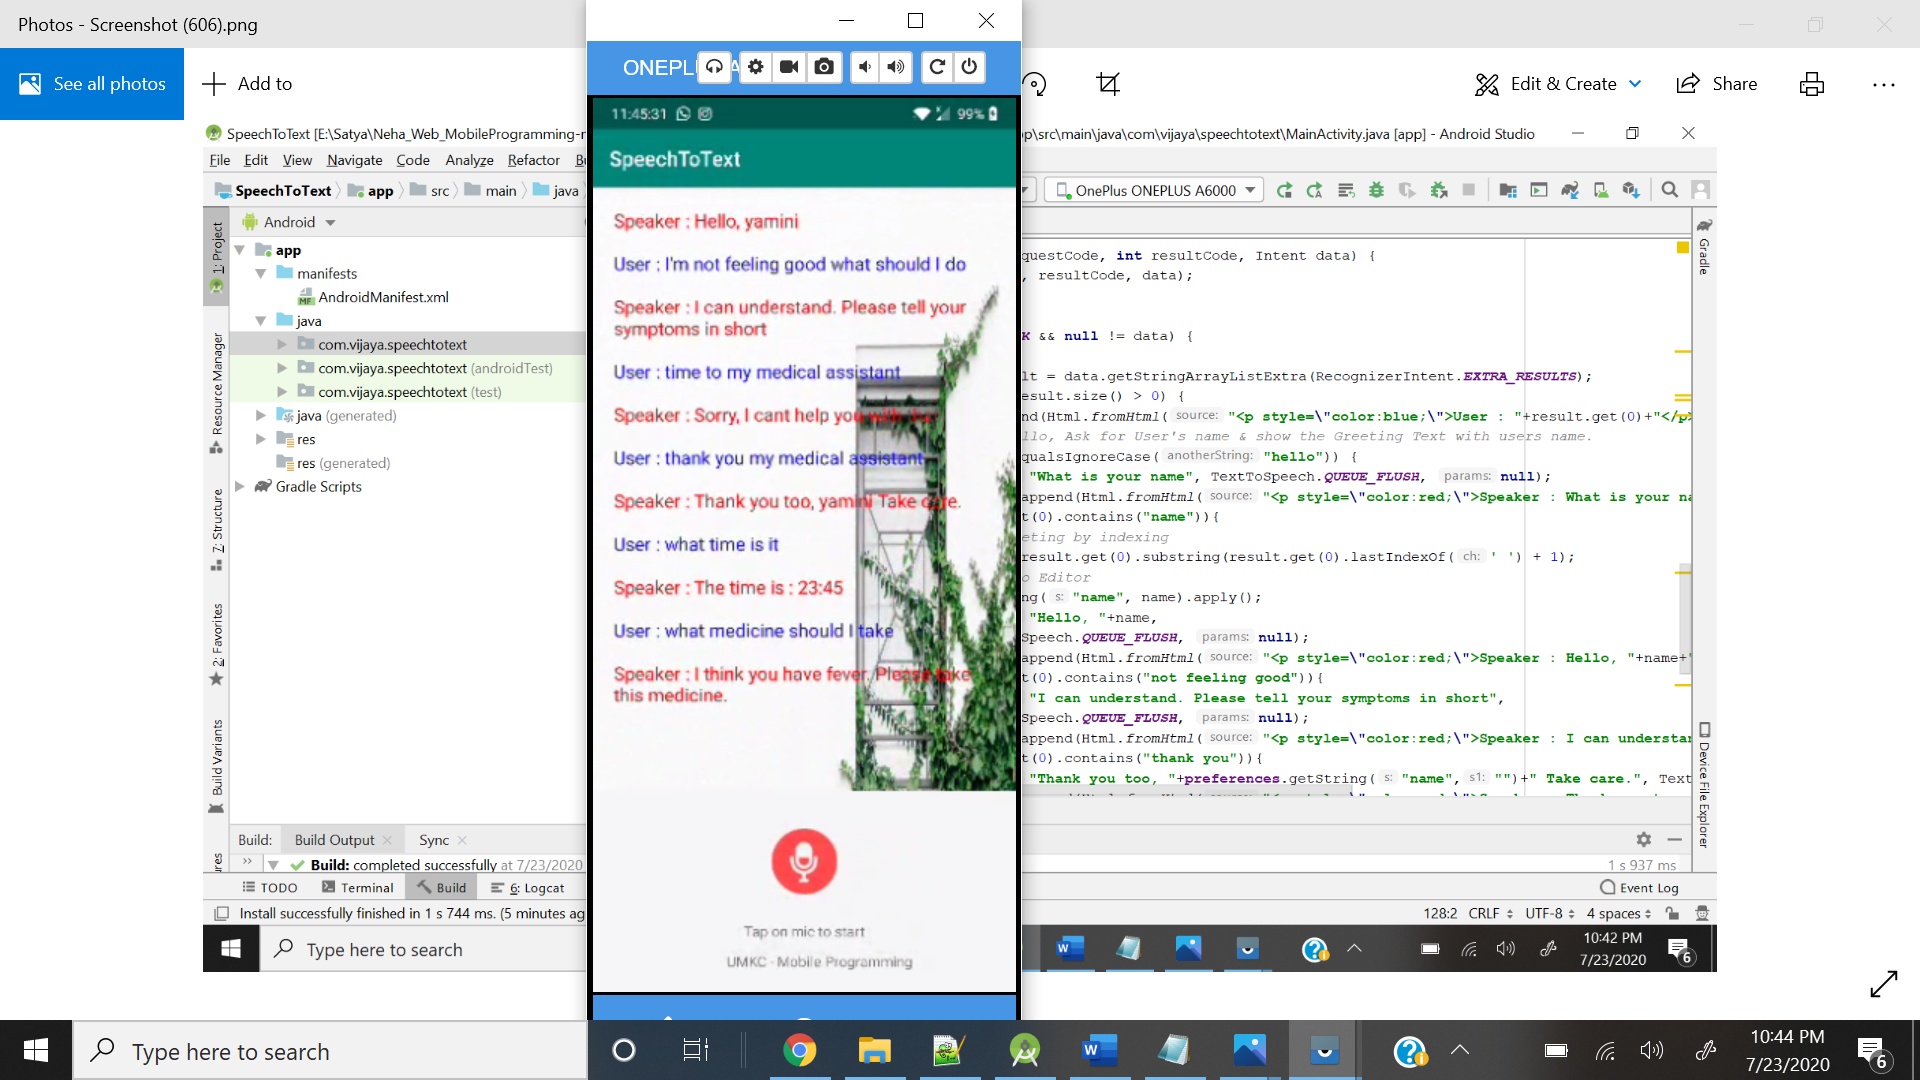 Photos - Screenshot (606).png
See all photos
Add to
Edit & Create
Share
ONEPL
11:45:31
99%
SpeechToText
Speaker : Hello, yamini
User : I'm not feeling good what should I do
Speaker : I can understand. Please tell your
symptoms in short
User : time to my medical assistant
Speaker : Sorry, I cant help you with
User : thank you my medical assistant
Speaker : Thank you too, yamini Take care.
User : what time is it
Speaker : The time is : 23:45
User : what medicine should I take
Speaker : I think you have fever. Please take
this medicine.
Tap on mic to start
UMKC - Mobile Programming
SpeechToText [E:\Satya\Neha_Web_MobileProgramming-
p\src\main\java\com\vijaya\speechtotext\MainActivity.java [app] - Android Studio
File Edit View Navigate Code Analyze Refactor
SpeechToText app src main java
OnePlus ONEPLUS A6000
Android
app
manifests
AndroidManifest.xml
java
com.vijaya.speechtotext
com.vijaya.speechtotext (androidTest)
com.vijaya.speechtotext (test)
java (generated)
res
res (generated)
Gradle Scripts
1: Project
Resource Manager
7: Structure
2: Favorites
Build Variants
ures
questCode, int resultCode, Intent data) {
, resultCode, data);
K && null != data) {
lt = data.getStringArrayListExtra(RecognizerIntent.EXTRA_RESULTS);
esult.size() > 0) {
nd(Html.fromHtml( source: "<p style=\"color:blue;\">User : "+result.get(0)+"</p>
llo, Ask for User's name & show the Greeting Text with users name.
qualsIgnoreCase( anotherString: "hello")) {
"What is your name", TextToSpeech.QUEUE_FLUSH, params: null);
append(Html.fromHtml( source: "<p style=\"color:red;\">Speaker : What is your na
t(0).contains("name")){
eting by indexing
result.get(0).substring(result.get(0).lastIndexOf( ch: ' ') + 1);
o Editor
ng( s: "name", name).apply();
"Hello, "+name,
Speech.QUEUE_FLUSH, params: null);
append(Html.fromHtml( source: "<p style=\"color:red;\">Speaker : Hello, "+name+"
t(0).contains("not feeling good")){
"I can understand. Please tell your symptoms in short",
Speech.QUEUE_FLUSH, params: null);
append(Html.fromHtml( source: "<p style=\"color:red;\">Speaker : I can understan
t(0).contains("thank you")){
"Thank you too, "+preferences.getString( s: "name", s1: "")+" Take care.", Text
Gradle
Device File Explorer
Build: Build Output Sync
Build: completed successfully at 7/23/2020
1 s 937 ms
TODO Terminal Build 6: Logcat
Event Log
Install successfully finished in 1 s 744 ms. (5 minutes ag
128:2 CRLF UTF-8 4 spaces
Type here to search
10:42 PM
7/23/2020
6
Type here to search
10:44 PM
7/23/2020
6